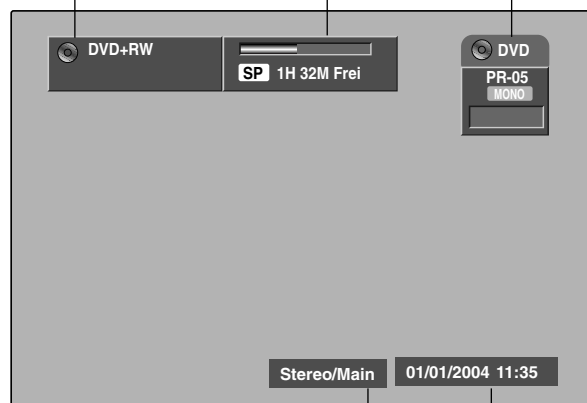 DVD+RW
SP 1H 32M Frei
DVD
PR-05
MONO
Stereo/Main
01/01/2004 11:35